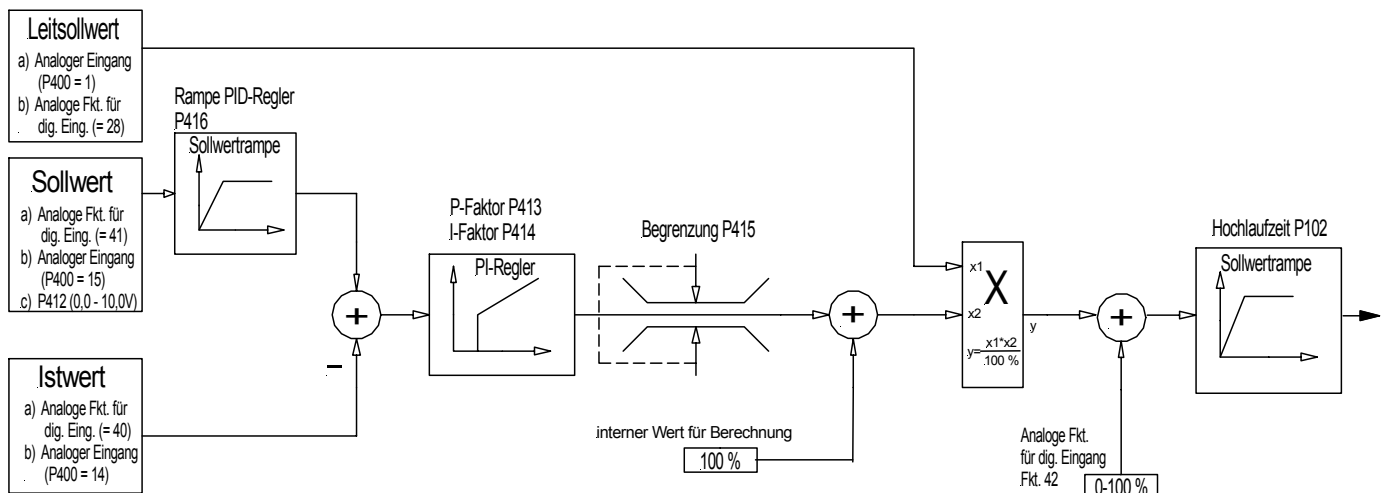 Leitsollwert
a) Analoger Eingang
(P400 = 1)
b) Analoge Fkt. für
dig. Eing. (= 28)
Rampe PID-Regler
P416
Sollwertrampe
Sollwert
a) Analoge Fkt. für
dig. Eing. (= 41)
b) Analoger Eingang
(P400 = 15)
c) P412 (0,0 - 10,0V)
Istwert
a) Analoge Fkt. für
dig. Eing. (= 40)
b) Analoger Eingang
(P400 = 14)
+
−
P-Faktor P413
I-Faktor P414
PI-Regler
Begrenzung P415
+
interner Wert für Berechnung
100 %
x1
X
x2
y
y=x1*x2
100 %
+
Analoge Fkt.
für dig. Eingang
Fkt. 42
0-100 %
Hochlaufzeit P102
Sollwertrampe